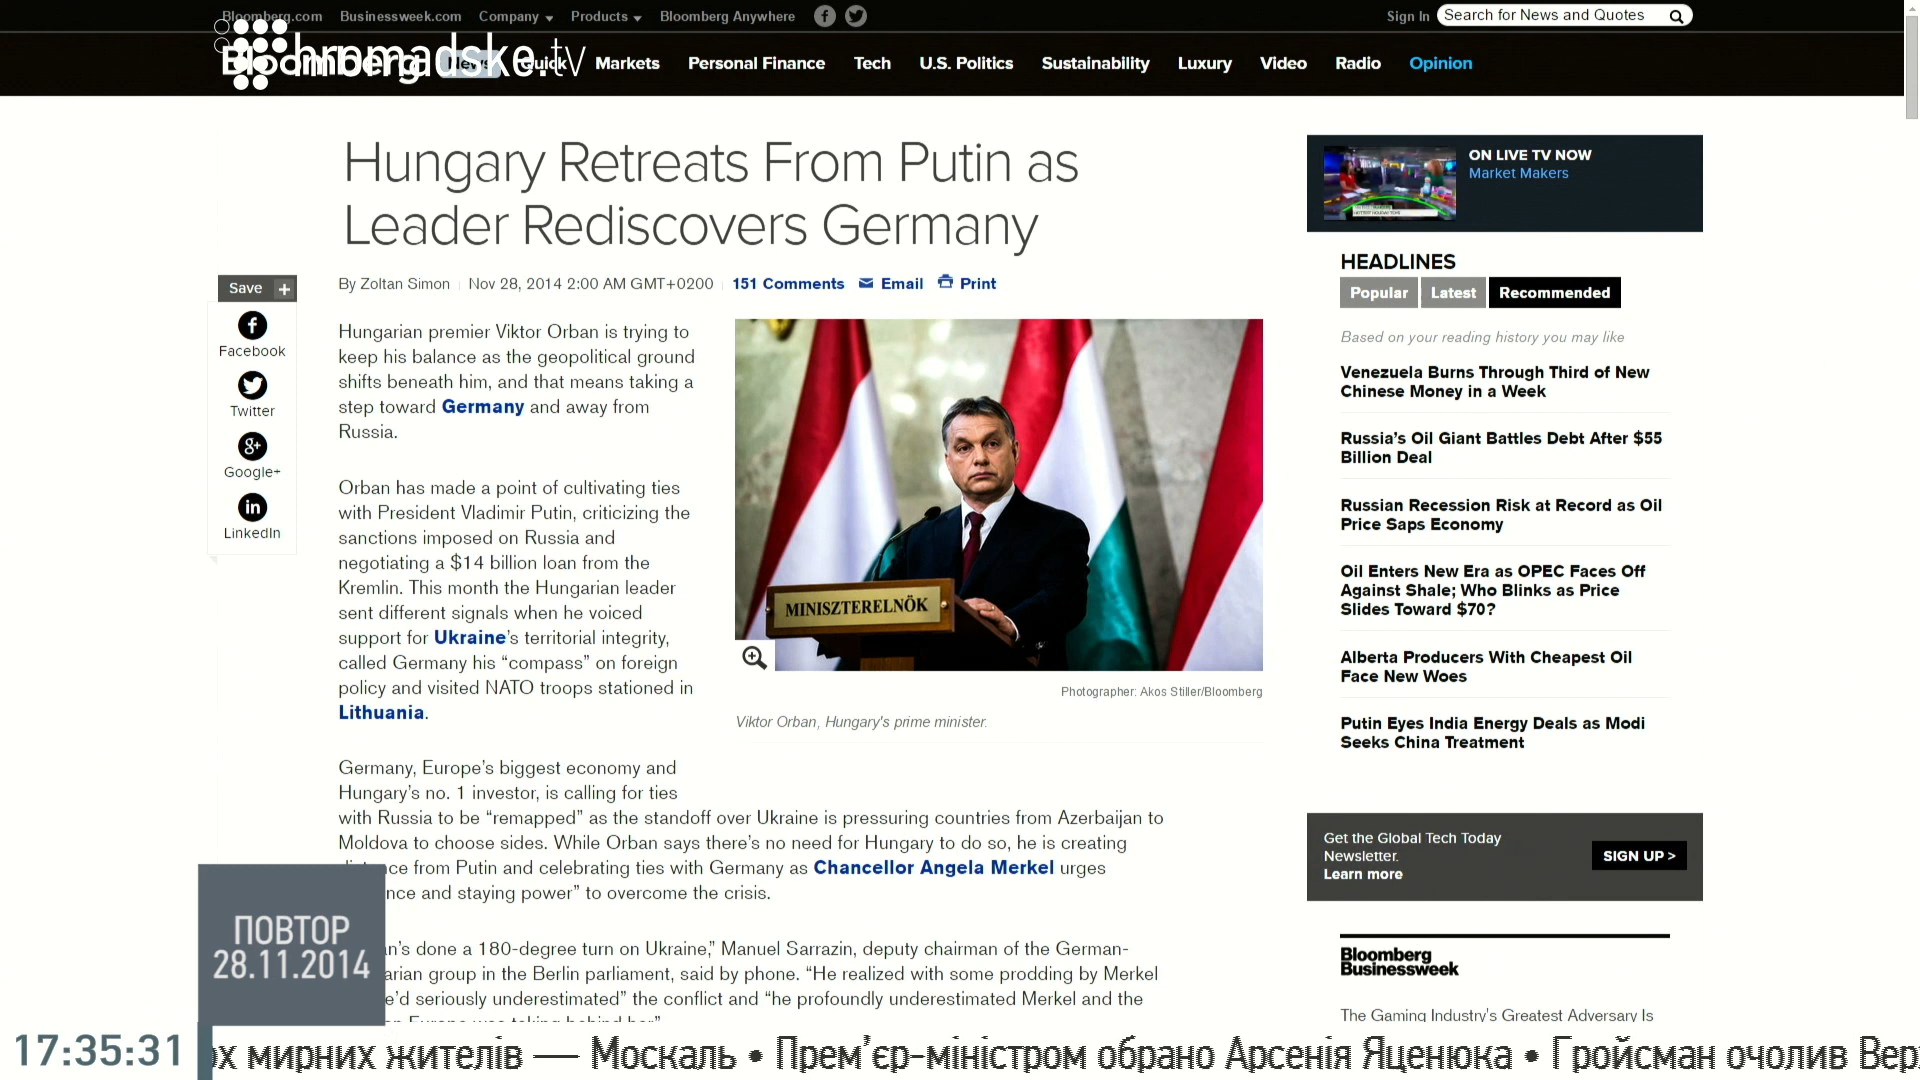 Bloomberg.com Businessweek.com Company Products Bloomberg Anywhere Sign In Search for News and Quotes
hromadske.tv
Bloomberg News Quick Markets Personal Finance Tech U.S. Politics Sustainability Luxury Video Radio Opinion
Hungary Retreats From Putin as
Leader Rediscovers Germany
By Zoltan Simon Nov 28, 2014 2:00 AM GMT+0200 151 Comments Email Print
Save +
Facebook
Twitter
Google+
LinkedIn
Hungarian premier Viktor Orban is trying to
keep his balance as the geopolitical ground
shifts beneath him, and that means taking a
step toward Germany and away from
Russia.
Orban has made a point of cultivating ties
with President Vladimir Putin, criticizing the
sanctions imposed on Russia and
negotiating a $14 billion loan from the
Kremlin. This month the Hungarian leader
sent different signals when he voiced
support for Ukraine's territorial integrity,
called Germany his “compass” on foreign
policy and visited NATO troops stationed in
Lithuania.
MINISZTERELNÖK
Photographer: Akos Stiller/Bloomberg
Viktor Orban, Hungary's prime minister.
Germany, Europe's biggest economy and
Hungary's no. 1 investor, is calling for ties
with Russia to be “remapped” as the standoff over Ukraine is pressuring countries from Azerbaijan to
Moldova to choose sides. While Orban says there's no need for Hungary to do so, he is creating
from Putin and celebrating ties with Germany as Chancellor Angela Merkel urges
and staying power” to overcome the crisis.
done a 180-degree turn on Ukraine,” Manuel Sarrazin, deputy chairman of the German-
group in the Berlin parliament, said by phone. “He realized with some prodding by Merkel
seriously underestimated” the conflict and “he profoundly underestimated Merkel and the
ON LIVE TV NOW
Market Makers
HEADLINES
Popular Latest Recommended
Based on your reading history you may like
Venezuela Burns Through Third of New
Chinese Money in a Week
Russia's Oil Giant Battles Debt After $55
Billion Deal
Russian Recession Risk at Record as Oil
Price Saps Economy
Oil Enters New Era as OPEC Faces Off
Against Shale; Who Blinks as Price
Slides Toward $70?
Alberta Producers With Cheapest Oil
Face New Woes
Putin Eyes India Energy Deals as Modi
Seeks China Treatment
Get the Global Tech Today
Newsletter.
Learn more
SIGN UP >
Bloomberg
Businessweek
The Gaming Industry's Greatest Adversary Is
ПОВТОР
28.11.2014
17:35:31
мирних жителів — Москаль • Прем’єр-міністром обрано Арсенія Яценюка • Гройсман очолив